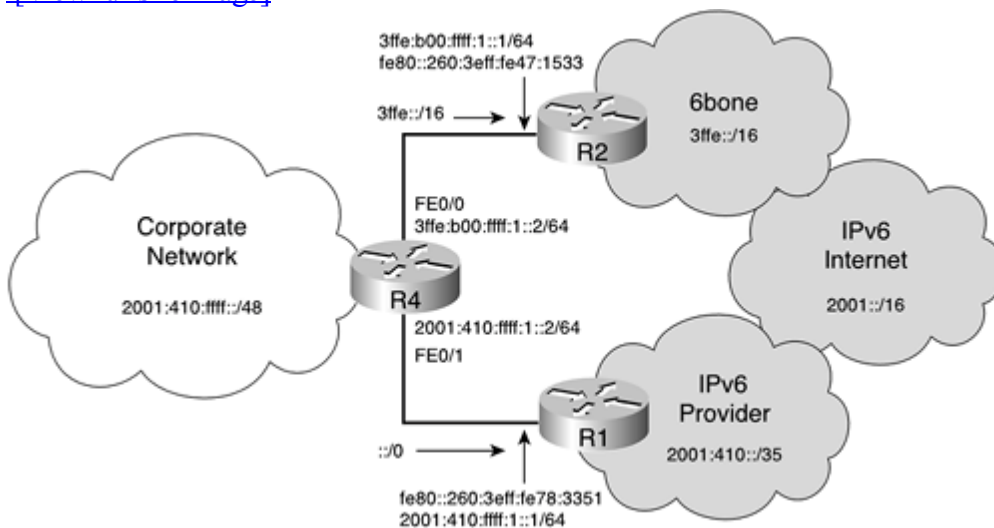 3ffe:b00:ffff:1::1/64
fe80::260:3eff:fe47:1533
3ffe::/16
R2
6bone
3ffe::/16
FE0/0
3ffe:b00:ffff:1::2/64
Corporate
Network
2001:410:ffff::/48
R4
IPv6
Internet
2001::/16
2001:410:ffff:1::2/64
FE0/1
IPv6
Provider
2001:410::/35
R1
::/0
fe80::260:3eff:fe78:3351
2001:410:ffff:1::1/64